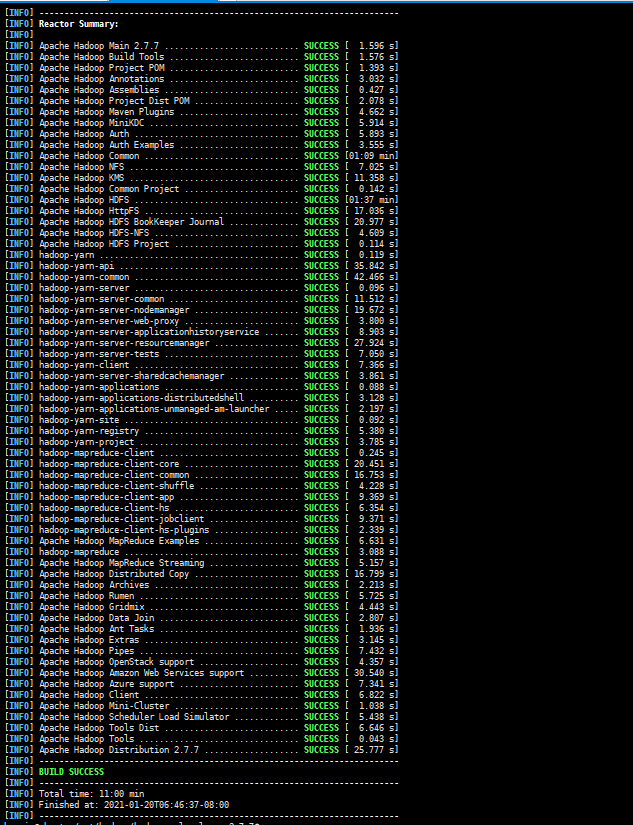 [INFO] ------------------------------------------------------------------------
[INFO] Reactor Summary:
[INFO]
[INFO] Apache Hadoop Main 2.7.7 ........................... SUCCESS [  1.596 s]
[INFO] Apache Hadoop Build Tools .......................... SUCCESS [  1.576 s]
[INFO] Apache Hadoop Project POM .......................... SUCCESS [  1.393 s]
[INFO] Apache Hadoop Annotations .......................... SUCCESS [  3.032 s]
[INFO] Apache Hadoop Assemblies ........................... SUCCESS [  0.427 s]
[INFO] Apache Hadoop Project Dist POM ..................... SUCCESS [  2.078 s]
[INFO] Apache Hadoop Maven Plugins ........................ SUCCESS [  4.662 s]
[INFO] Apache Hadoop MiniKDC .............................. SUCCESS [  5.914 s]
[INFO] Apache Hadoop Auth ................................. SUCCESS [  5.893 s]
[INFO] Apache Hadoop Auth Examples ........................ SUCCESS [  3.555 s]
[INFO] Apache Hadoop Common ............................... SUCCESS [01:09 min]
[INFO] Apache Hadoop NFS .................................. SUCCESS [  7.025 s]
[INFO] Apache Hadoop KMS .................................. SUCCESS [ 11.358 s]
[INFO] Apache Hadoop Common Project ....................... SUCCESS [  0.142 s]
[INFO] Apache Hadoop HDFS ................................. SUCCESS [01:37 min]
[INFO] Apache Hadoop HttpFS ............................... SUCCESS [ 17.036 s]
[INFO] Apache Hadoop HDFS BookKeeper Journal .............. SUCCESS [ 20.977 s]
[INFO] Apache Hadoop HDFS-NFS ............................. SUCCESS [  4.609 s]
[INFO] Apache Hadoop HDFS Project ......................... SUCCESS [  0.114 s]
[INFO] hadoop-yarn ........................................ SUCCESS [  0.119 s]
[INFO] hadoop-yarn-api .................................... SUCCESS [ 35.842 s]
[INFO] hadoop-yarn-common ................................. SUCCESS [ 42.466 s]
[INFO] hadoop-yarn-server ................................. SUCCESS [  0.096 s]
[INFO] hadoop-yarn-server-common .......................... SUCCESS [ 11.512 s]
[INFO] hadoop-yarn-server-nodemanager ..................... SUCCESS [ 19.672 s]
[INFO] hadoop-yarn-server-web-proxy ....................... SUCCESS [  3.800 s]
[INFO] hadoop-yarn-server-applicationhistoryservice ....... SUCCESS [  8.903 s]
[INFO] hadoop-yarn-server-resourcemanager ................. SUCCESS [ 27.924 s]
[INFO] hadoop-yarn-server-tests ........................... SUCCESS [  7.050 s]
[INFO] hadoop-yarn-client ................................. SUCCESS [  7.366 s]
[INFO] hadoop-yarn-server-sharedcachemanager .............. SUCCESS [  3.861 s]
[INFO] hadoop-yarn-applications ........................... SUCCESS [  0.088 s]
[INFO] hadoop-yarn-applications-distributedshell .......... SUCCESS [  3.128 s]
[INFO] hadoop-yarn-applications-unmanaged-am-launcher ..... SUCCESS [  2.197 s]
[INFO] hadoop-yarn-site ................................... SUCCESS [  0.092 s]
[INFO] hadoop-yarn-registry ............................... SUCCESS [  5.380 s]
[INFO] hadoop-yarn-project ................................ SUCCESS [  3.785 s]
[INFO] hadoop-mapreduce-client ............................ SUCCESS [  0.245 s]
[INFO] hadoop-mapreduce-client-core ....................... SUCCESS [ 20.451 s]
[INFO] hadoop-mapreduce-client-common ..................... SUCCESS [ 16.753 s]
[INFO] hadoop-mapreduce-client-shuffle .................... SUCCESS [  4.228 s]
[INFO] hadoop-mapreduce-client-app ........................ SUCCESS [  9.369 s]
[INFO] hadoop-mapreduce-client-hs ......................... SUCCESS [  6.354 s]
[INFO] hadoop-mapreduce-client-jobclient .................. SUCCESS [  9.371 s]
[INFO] hadoop-mapreduce-client-hs-plugins ................. SUCCESS [  2.339 s]
[INFO] Apache Hadoop MapReduce Examples ................... SUCCESS [  6.631 s]
[INFO] hadoop-mapreduce ................................... SUCCESS [  3.088 s]
[INFO] Apache Hadoop MapReduce Streaming .................. SUCCESS [  5.157 s]
[INFO] Apache Hadoop Distributed Copy ..................... SUCCESS [ 16.799 s]
[INFO] Apache Hadoop Archives ............................. SUCCESS [  2.213 s]
[INFO] Apache Hadoop Rumen ................................ SUCCESS [  5.725 s]
[INFO] Apache Hadoop Gridmix .............................. SUCCESS [  4.443 s]
[INFO] Apache Hadoop Data Join ............................ SUCCESS [  2.807 s]
[INFO] Apache Hadoop Ant Tasks ............................ SUCCESS [  1.936 s]
[INFO] Apache Hadoop Extras ............................... SUCCESS [  3.145 s]
[INFO] Apache Hadoop Pipes ................................ SUCCESS [  7.432 s]
[INFO] Apache Hadoop OpenStack support .................... SUCCESS [  4.357 s]
[INFO] Apache Hadoop Amazon Web Services support .......... SUCCESS [ 30.540 s]
[INFO] Apache Hadoop Azure support ........................ SUCCESS [  7.341 s]
[INFO] Apache Hadoop Client ............................... SUCCESS [  6.822 s]
[INFO] Apache Hadoop Mini-Cluster ......................... SUCCESS [  1.038 s]
[INFO] Apache Hadoop Scheduler Load Simulator ............. SUCCESS [  5.438 s]
[INFO] Apache Hadoop Tools Dist ........................... SUCCESS [  6.646 s]
[INFO] Apache Hadoop Tools ................................ SUCCESS [  0.043 s]
[INFO] Apache Hadoop Distribution 2.7.7 ................... SUCCESS [ 25.777 s]
[INFO] ------------------------------------------------------------------------
[INFO] BUILD SUCCESS
[INFO] ------------------------------------------------------------------------
[INFO] Total time: 11:00 min
[INFO] Finished at: 2021-01-20T06:46:37-08:00
[INFO] ------------------------------------------------------------------------